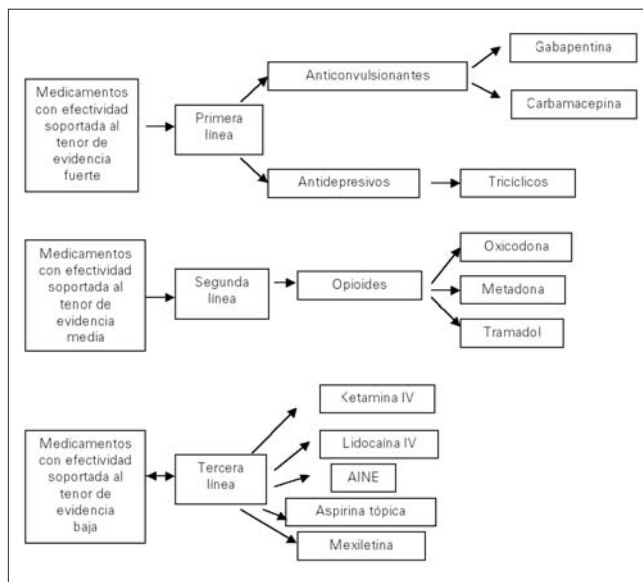 Medicamentos
con efectividad
soportada al
tenor de
evidencia
fuerte
Primera
línea
Anticonvulsionantes
Gabapentina
Carbamacepina
Antidepresivos
Tricíclicos
Medicamentos
con efectividad
soportada al
tenor de
evidencia
media
Segunda
línea
Opioides
Oxicodona
Metadona
Tramadol
Medicamentos
con efectividad
soportada al
tenor de
evidencia
baja
Tercera
línea
Ketamina IV
Lidocaína IV
AINE
Aspirina tópica
Mexiletina